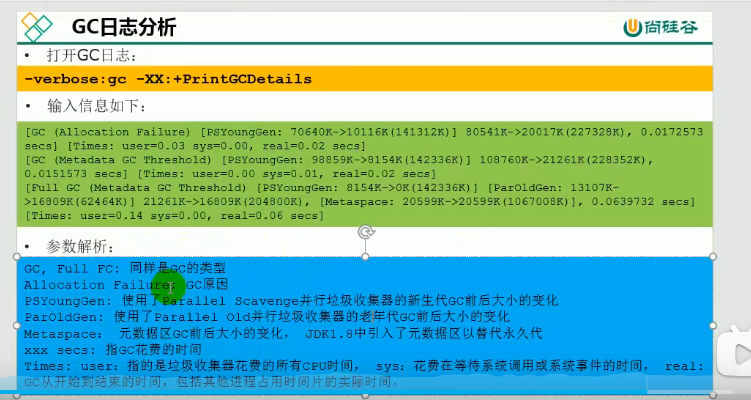 GC日志分析
尚硅谷
• 打开GC日志：
-verbose:gc -XX:+PrintGCDetails
• 输入信息如下：
[GC (Allocation Failure) [PSYoungGen: 70640K->10116K(141312K)] 80541K->20017K(227328K), 0.0172573
secs] [Times: user=0.03 sys=0.00, real=0.02 secs]
[GC (Metadata GC Threshold) [PSYoungGen: 98859K->8154K(142336K)] 108760K->21261K(228352K),
0.0151573 secs] [Times: user=0.00 sys=0.01, real=0.02 secs]
[Full GC (Metadata GC Threshold) [PSYoungGen: 8154K->0K(142336K)] [ParOldGen: 13107K-
>16809K(62464K)] 21261K->16809K(204800K), [Metaspace: 20599K->20599K(1067008K)], 0.0639732 secs]
[Times: user=0.14 sys=0.00, real=0.06 secs]
• 参数解析：
GC, Full FC: 同样是GC的类型
Allocation Failure: GC原因
PSYoungGen: 使用了Parallel Scavenge并行垃圾收集器的新生代GC前后大小的变化
ParOldGen: 使用了Parallel Old并行垃圾收集器的老年代GC前后大小的变化
Metaspace: 元数据区GC前后大小的变化, JDK1.8中引入了元数据区以替代永久代
xxx secs: 指GC花费的时间
Times: user: 指的是垃圾收集器花费的所有CPU时间, sys: 花费在等待系统调用或系统事件的时间, real:
GC从开始到结束的时间，包括其他进程占用时间片的实际时间。